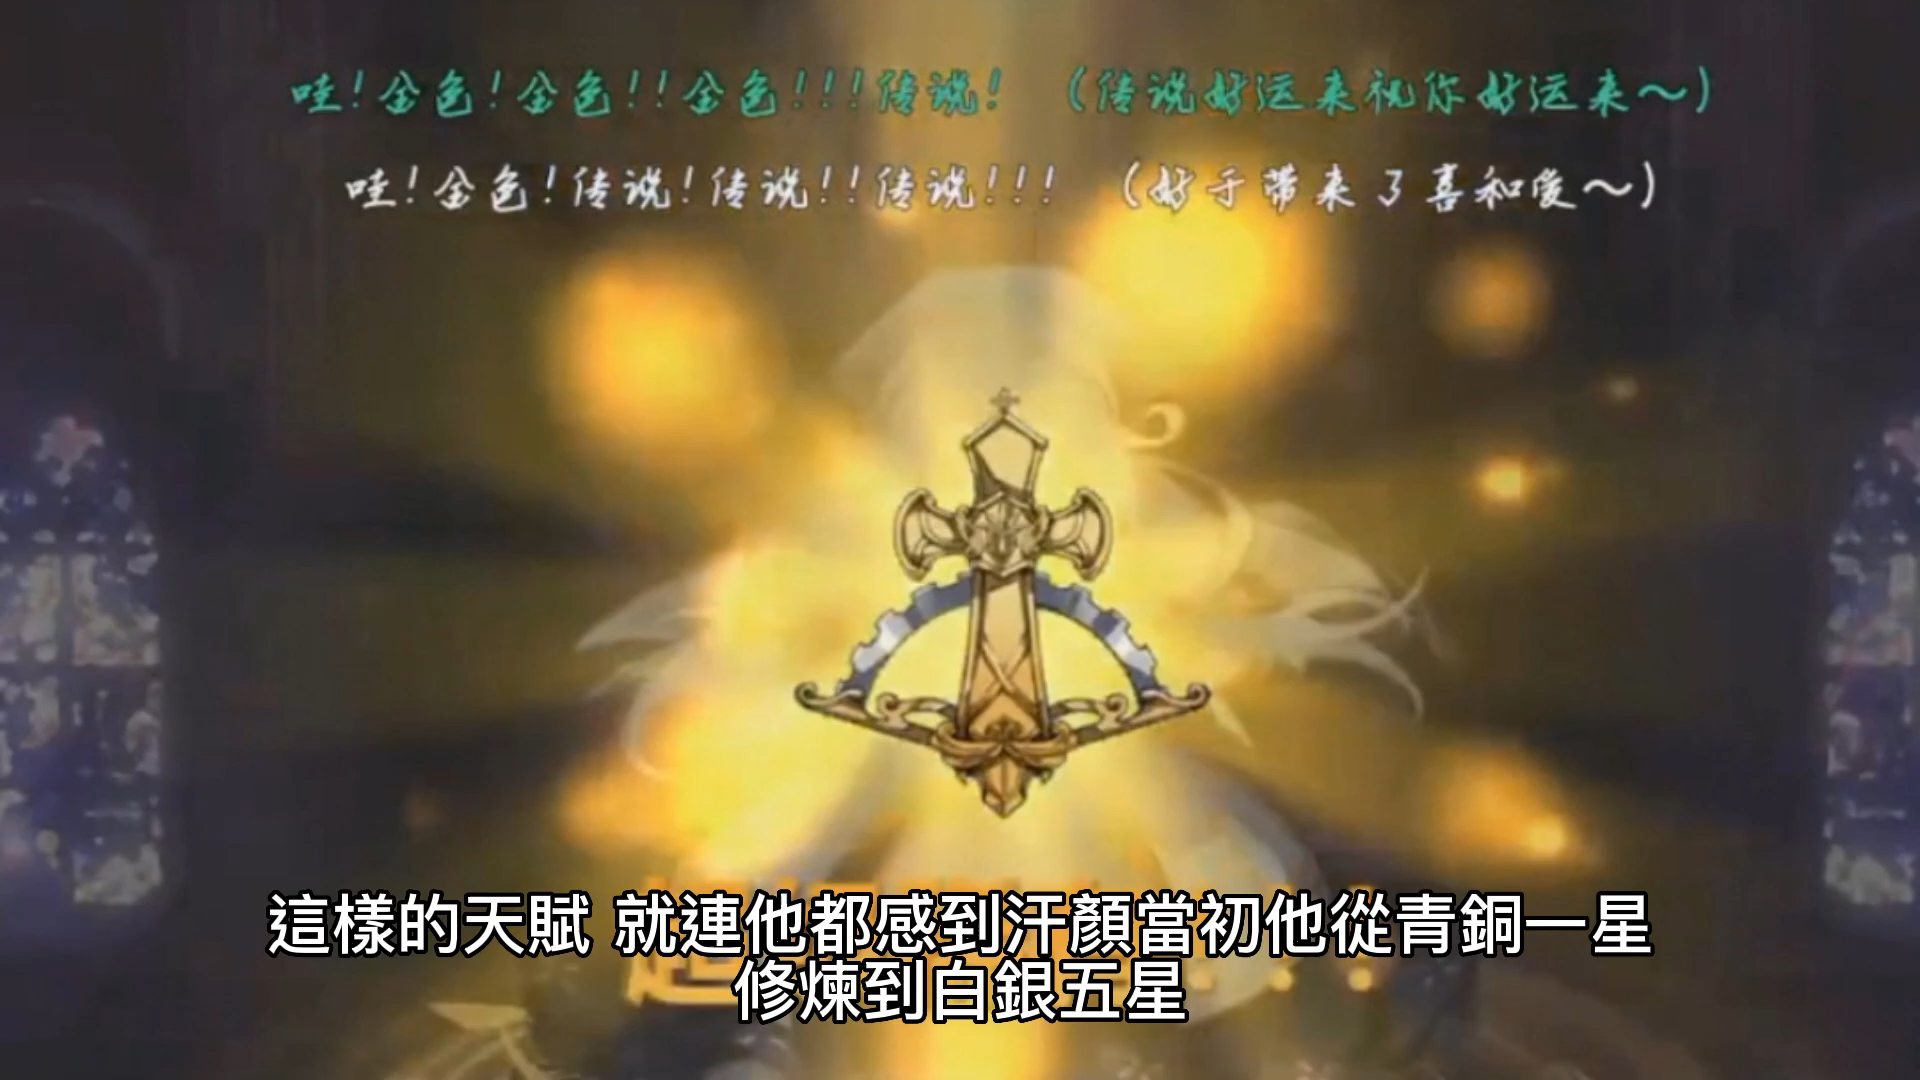 哇！金色！金色！！金色！！！传说！（传说好运来祝你好运来～）
哇！金色！传说！传说！！传说！！！（好于带来了喜和爱～）
這樣的天賦 就連他都感到汗顏當初他從青銅一星
修煉到白銀五星